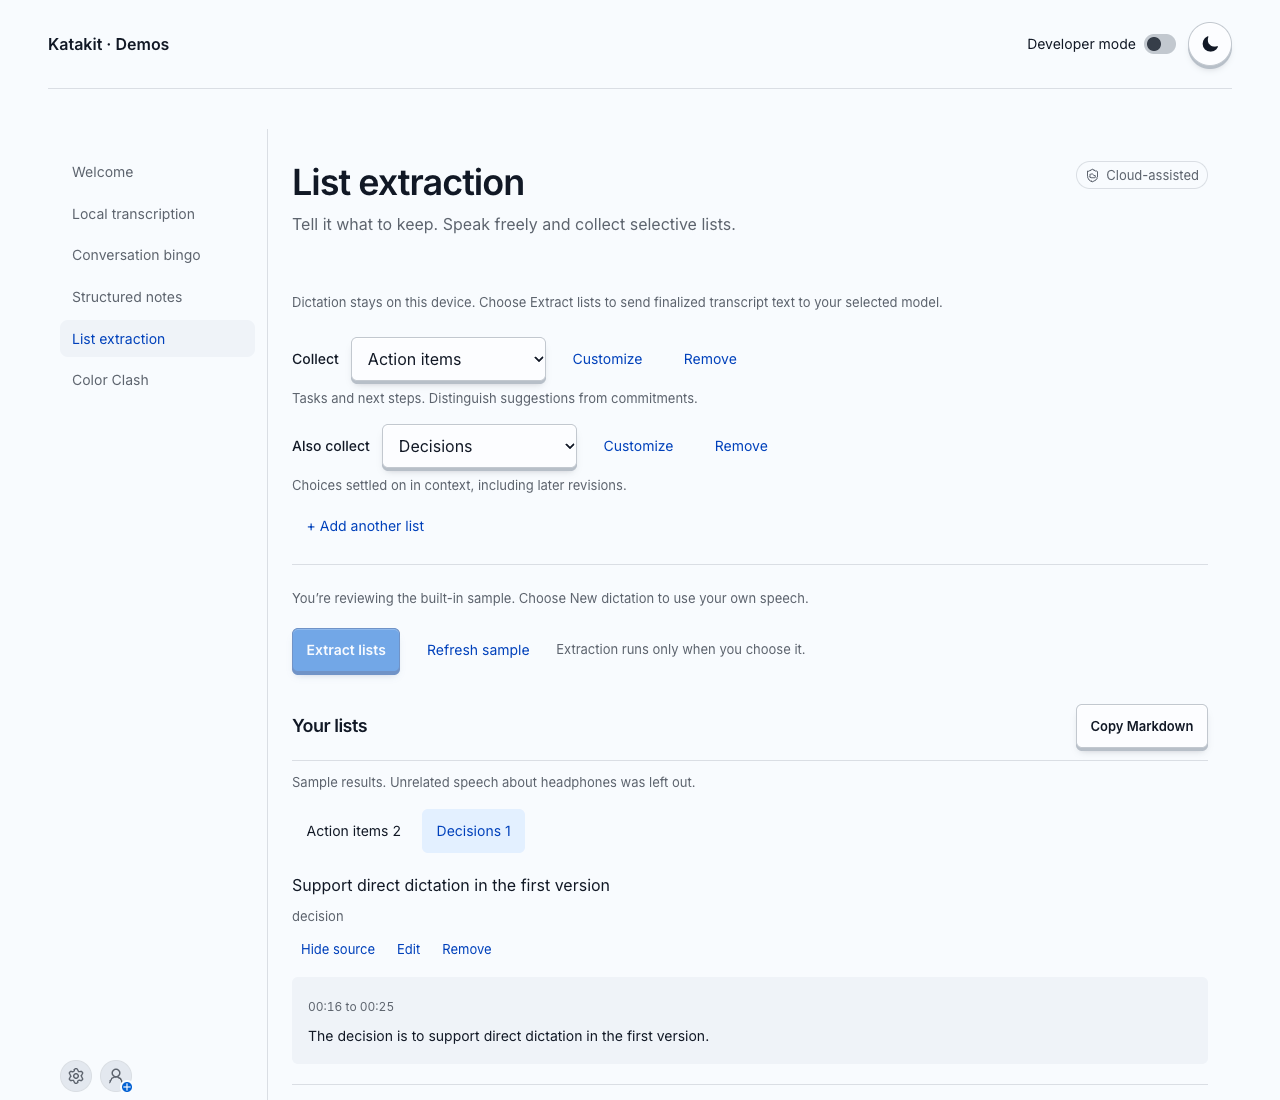 Katakit · Demos
Developer mode
Welcome
Local transcription
Conversation bingo
Structured notes
List extraction
Color Clash
List extraction
Cloud-assisted
Tell it what to keep. Speak freely and collect selective lists.
Dictation stays on this device. Choose Extract lists to send finalized transcript text to your selected model.
Collect Action items Customize Remove
Tasks and next steps. Distinguish suggestions from commitments.
Also collect Decisions Customize Remove
Choices settled on in context, including later revisions.
+ Add another list
You’re reviewing the built-in sample. Choose New dictation to use your own speech.
Extract lists Refresh sample Extraction runs only when you choose it.
Your lists Copy Markdown
Sample results. Unrelated speech about headphones was left out.
Action items 2 Decisions 1
Support direct dictation in the first version
decision
Hide source Edit Remove
00:16 to 00:25
The decision is to support direct dictation in the first version.